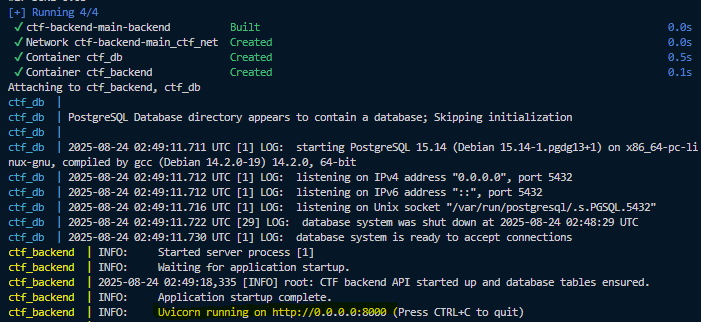 [+] Running 4/4
✓ ctf-backend-main-backend Built 0.0s
✓ Network ctf-backend-main_ctf_net Created 0.0s
✓ Container ctf_db Created 0.5s
✓ Container ctf_backend Created 0.1s
Attaching to ctf_backend, ctf_db
ctf_db |
ctf_db | PostgreSQL Database directory appears to contain a database; Skipping initialization
ctf_db |
ctf_db | 2025-08-24 02:49:11.711 UTC [1] LOG: starting PostgreSQL 15.14 (Debian 15.14-1.pgdg13+1) on x86_64-pc-li
nux-gnu, compiled by gcc (Debian 14.2.0-19) 14.2.0, 64-bit
ctf_db | 2025-08-24 02:49:11.712 UTC [1] LOG: listening on IPv4 address "0.0.0.0", port 5432
ctf_db | 2025-08-24 02:49:11.712 UTC [1] LOG: listening on IPv6 address "::", port 5432
ctf_db | 2025-08-24 02:49:11.716 UTC [1] LOG: listening on Unix socket "/var/run/postgresql/.s.PGSQL.5432"
ctf_db | 2025-08-24 02:49:11.722 UTC [29] LOG: database system was shut down at 2025-08-24 02:48:29 UTC
ctf_db | 2025-08-24 02:49:11.730 UTC [1] LOG: database system is ready to accept connections
ctf_backend | INFO: Started server process [1]
ctf_backend | INFO: Waiting for application startup.
ctf_backend | 2025-08-24 02:49:18,335 [INFO] root: CTF backend API started up and database tables ensured.
ctf_backend | INFO: Application startup complete.
ctf_backend | INFO: Uvicorn running on http://0.0.0.0:8000 (Press CTRL+C to quit)